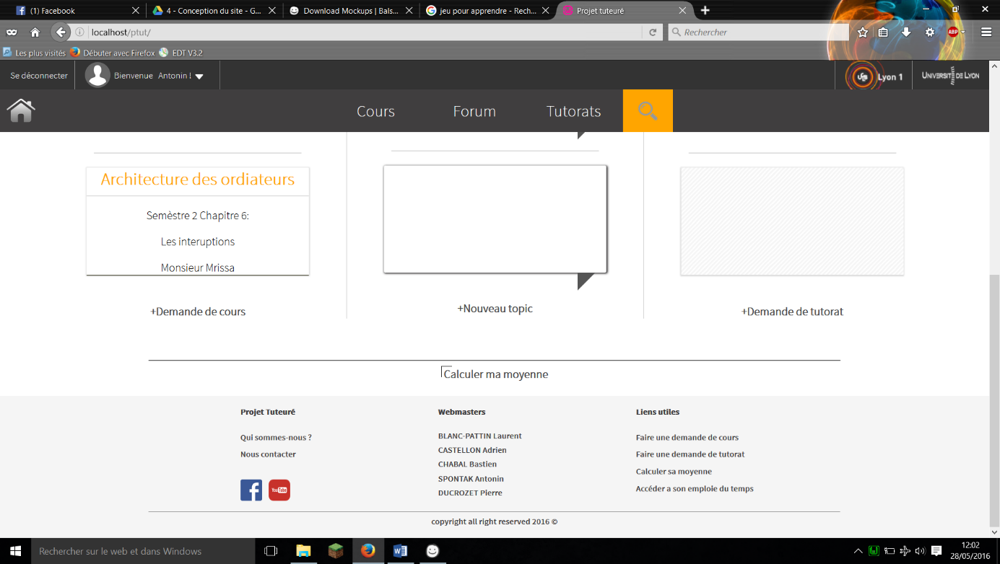 (1) Facebook
4 - Conception du site - G...
Download Mockups | Bals...
jeu pour apprendre - Rech...
Projet tuteuré
localhost/ptut/
Rechercher
ABP
Les plus visités
Débuter avec Firefox
EDT V3.2
Se déconnecter
Bienvenue Antonin !
Lyon 1
UNIVERSITÉ DE LYON
Cours
Forum
Tutorats
Architecture des ordiateurs
Semèstre 2 Chapitre 6:
Les interuptions
Monsieur Mrissa
+Demande de cours
+Nouveau topic
+Demande de tutorat
Calculer ma moyenne
Projet Tuteuré
Qui sommes-nous ?
Nous contacter
YouTube
Webmasters
BLANC-PATTIN Laurent
CASTELLON Adrien
CHABAL Bastien
SPONTAK Antonin
DUCROZET Pierre
Liens utiles
Faire une demande de cours
Faire une demande de tutorat
Calculer sa moyenne
Accéder a son emploie du temps
copyright all right reserved 2016 ©
Rechercher sur le web et dans Windows
12:02
28/05/2016